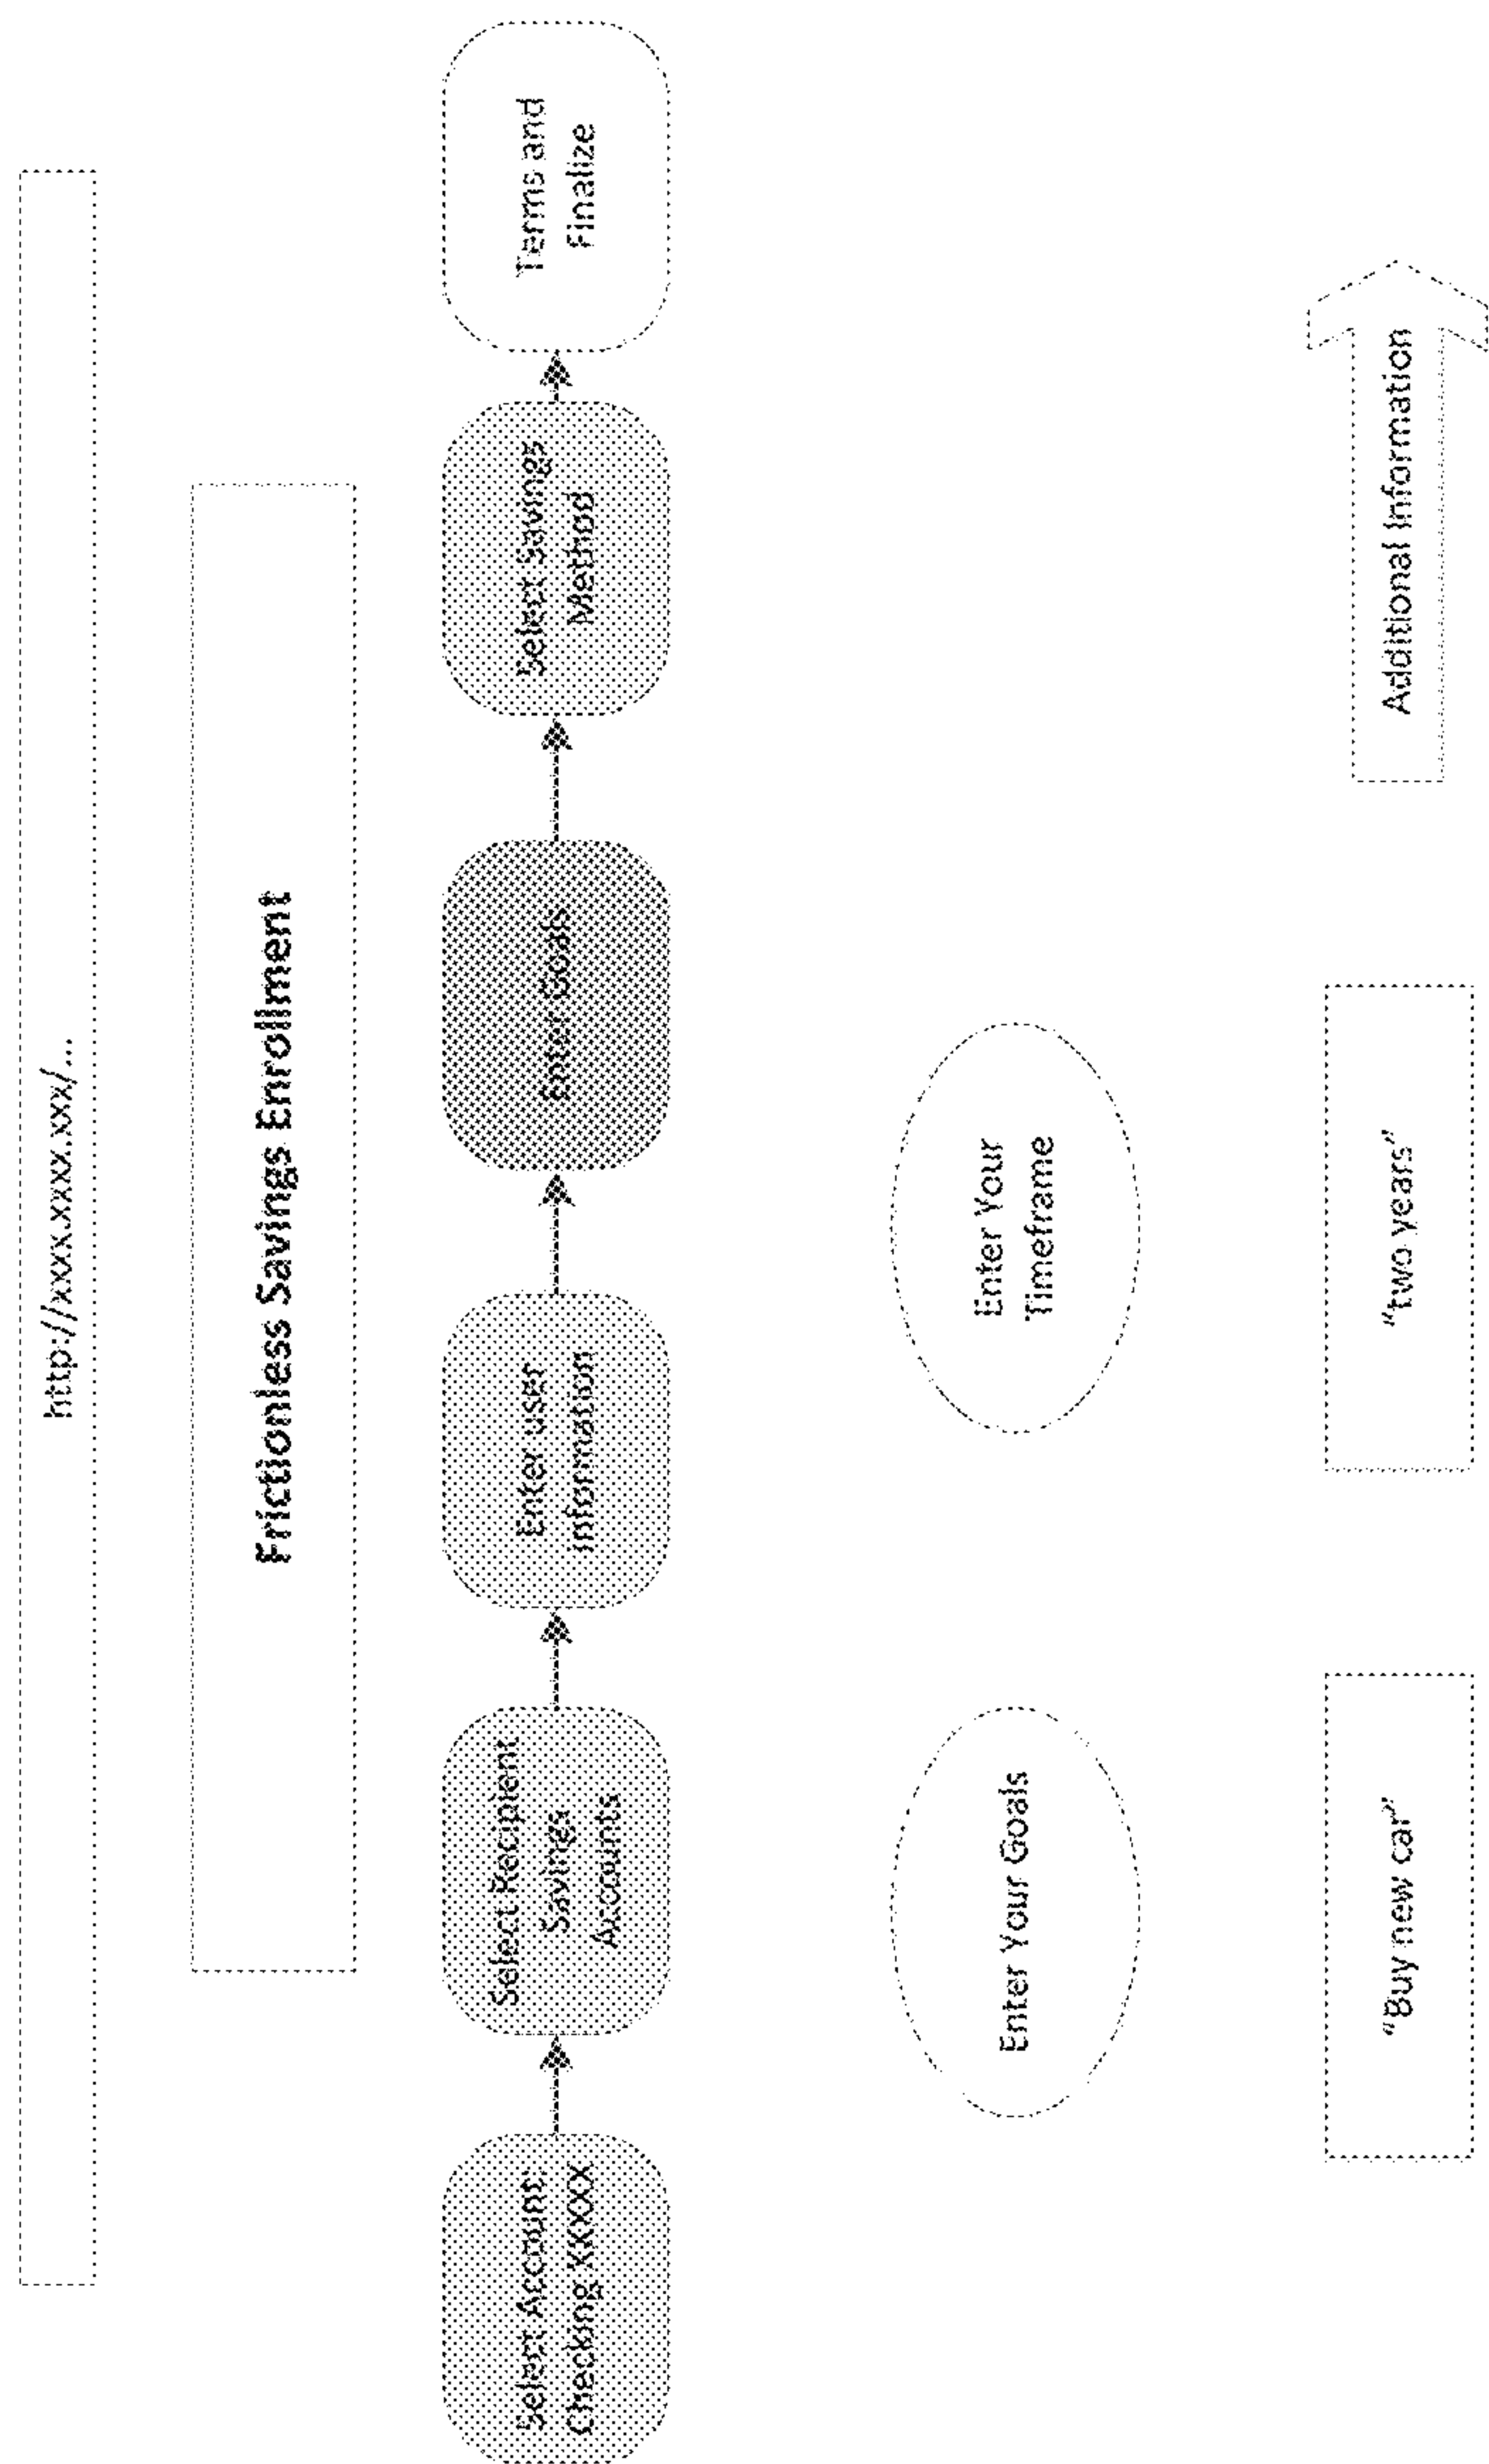 http://xxx.xxxx.xxx/...
Frictionless Savings Enrollment
Select Account:
Checking XXXX
Select Recipient
Savings
Accounts
Enter user
information
Enter Goals
Select Savings
Method
Terms and
Finalize
Enter Your Goals
Enter Your
Timeframe
“Buy new car”
“two years”
Additional Information